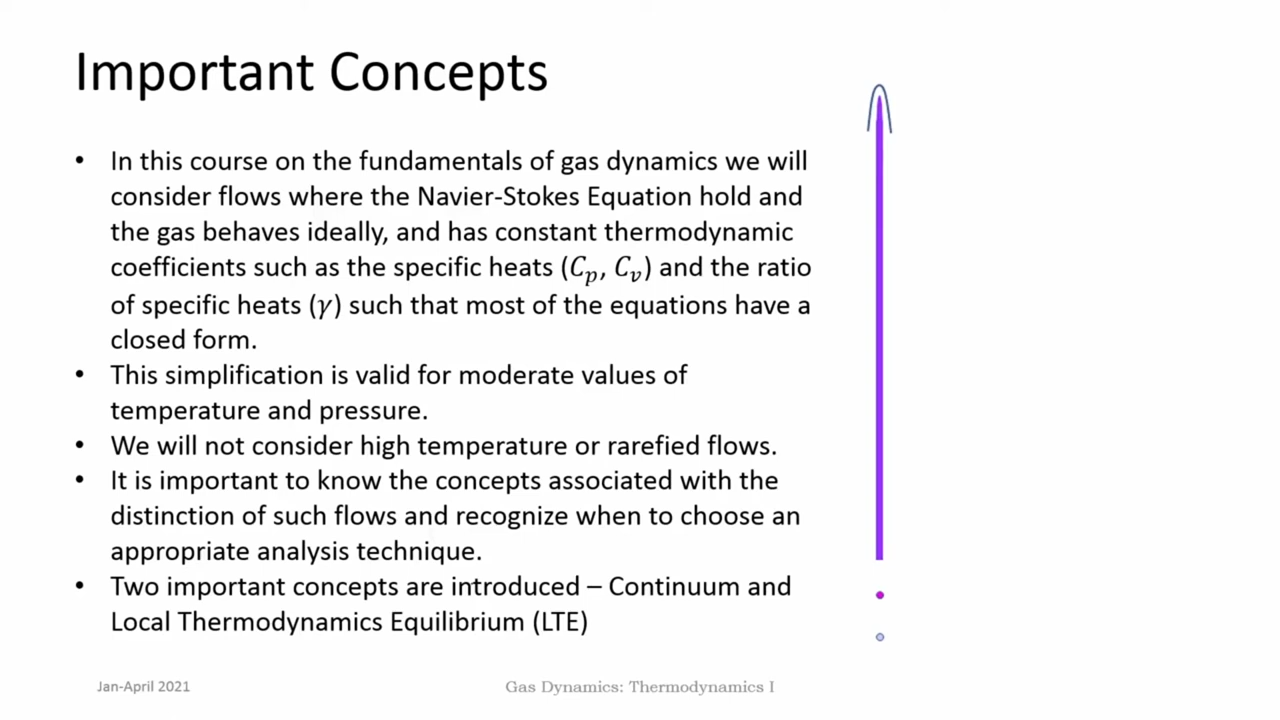 Important Concepts
• In this course on the fundamentals of gas dynamics we will
consider flows where the Navier-Stokes Equation hold and
the gas behaves ideally, and has constant thermodynamic
coefficients such as the specific heats (C_p, C_v) and the ratio
of specific heats (γ) such that most of the equations have a
closed form.
• This simplification is valid for moderate values of
temperature and pressure.
• We will not consider high temperature or rarefied flows.
• It is important to know the concepts associated with the
distinction of such flows and recognize when to choose an
appropriate analysis technique.
• Two important concepts are introduced – Continuum and
Local Thermodynamics Equilibrium (LTE)
Jan-April 2021
Gas Dynamics: Thermodynamics I